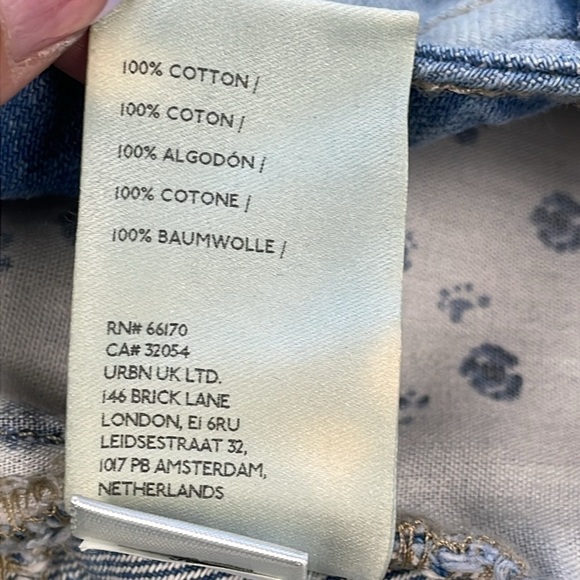 100% COTTON /
100% COTON /
100% ALGODÓN /
100% COTONE /
100% BAUMWOLLE /
RN# 66170
CA# 32054
URBN UK LTD.
146 BRICK LANE
LONDON, E1 6RU
LEIDSESTRAAT 32,
1017 PB AMSTERDAM,
NETHERLANDS